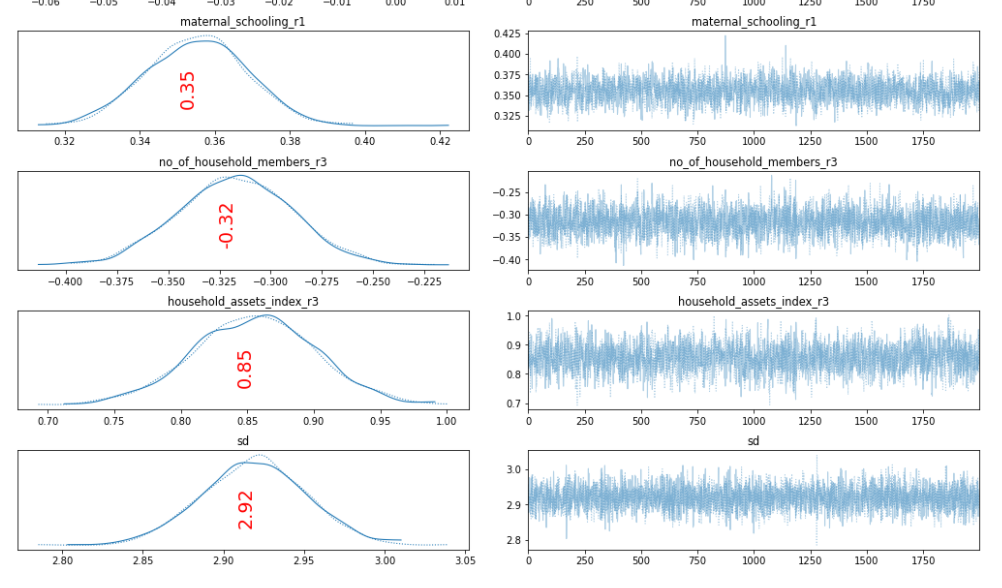 −0.06 −0.05 −0.04 −0.03 −0.02 −0.01 0.00 0.01
0 250 500 750 1000 1250 1500 1750
maternal_schooling_r1
0.35
0.32 0.34 0.36 0.38 0.40 0.42
maternal_schooling_r1
0.425
0.400
0.375
0.350
0.325
0 250 500 750 1000 1250 1500 1750
no_of_household_members_r3
-0.32
−0.400 −0.375 −0.350 −0.325 −0.300 −0.275 −0.250 −0.225
no_of_household_members_r3
−0.25
−0.30
−0.35
−0.40
0 250 500 750 1000 1250 1500 1750
household_assets_index_r3
0.85
0.70 0.75 0.80 0.85 0.90 0.95 1.00
household_assets_index_r3
1.0
0.9
0.8
0.7
0 250 500 750 1000 1250 1500 1750
sd
2.92
2.80 2.85 2.90 2.95 3.00 3.05
sd
3.0
2.9
2.8
0 250 500 750 1000 1250 1500 1750